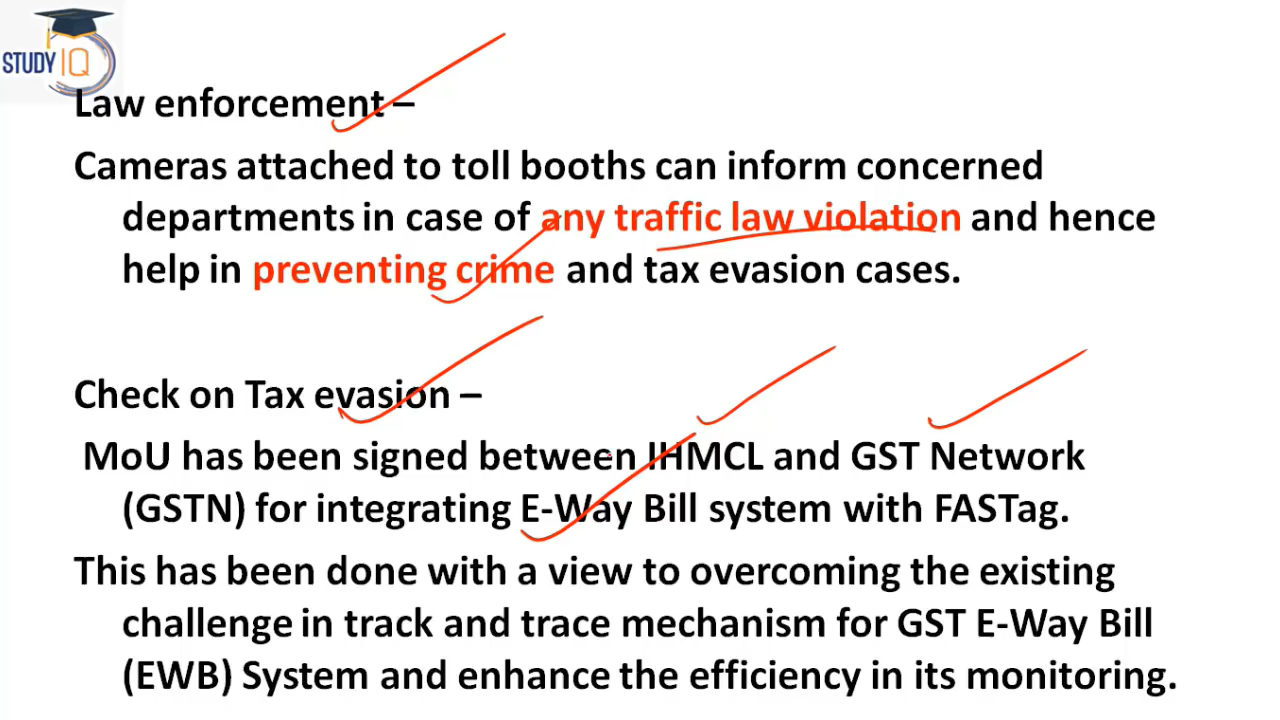 STUDY IQ
Law enforcement –
Cameras attached to toll booths can inform concerned
departments in case of any traffic law violation and hence
help in preventing crime and tax evasion cases.
Check on Tax evasion –
MoU has been signed between IHMCL and GST Network
(GSTN) for integrating E-Way Bill system with FASTag.
This has been done with a view to overcoming the existing
challenge in track and trace mechanism for GST E-Way Bill
(EWB) System and enhance the efficiency in its monitoring.